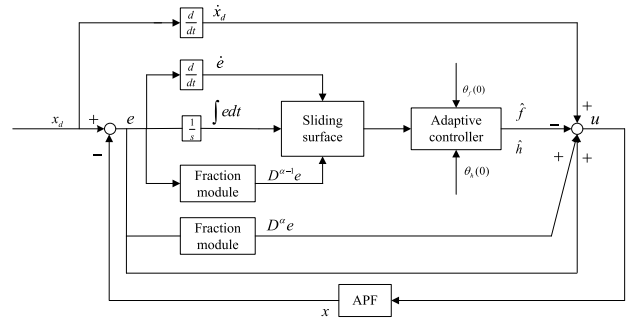 d/dt
ẋ_d
d/dt
ė
x_d
+
e
1/s
∫edt
Sliding
surface
θ_f(0)
Adaptive
controller
f̂
ĥ
−
+
u
θ_h(0)
−
Fraction
module
D^{α−1}e
+
+
Fraction
module
D^α e
APF
x